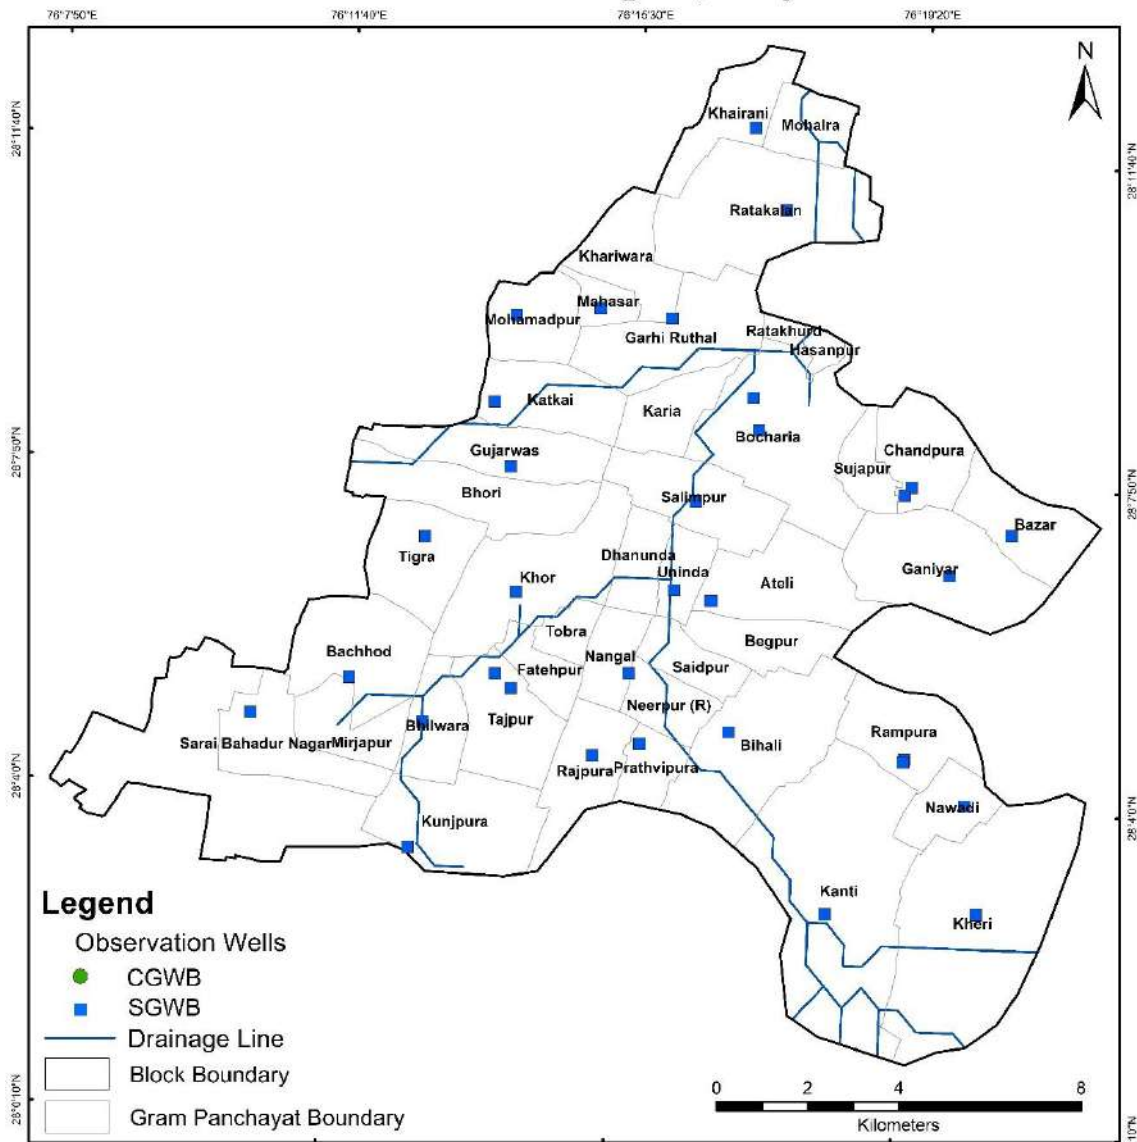 76°7'50"E
76°11'40"E
76°15'30"E
76°19'20"E
N
28°11'40"N
28°11'40"N
28°7'50"N
28°7'50"N
28°4'0"N
28°4'0"N
28°0'10"N
Khairani
Mohalra
Ratakalan
Khariwara
Mahasar
Mohamadpur
Garhi Ruthal
Ratakhurd
Hasanpur
Katkai
Karia
Bocharia
Gujarwas
Chandpura
Sujapur
Bhori
Salimpur
Bazar
Tigra
Dhanunda
Uninda
Ganiyar
Khor
Ateli
Tobra
Begpur
Bachhod
Nangal
Saidpur
Fatehpur
Neerpur (R)
Tajpur
Bhilwara
Sarai Bahadur Nagar
Mirjapur
Bihali
Rampura
Rajpura
Prathvipura
Nawadi
Kunjpura
Kanti
Kheri
Legend
Observation Wells
CGWB
SGWB
Drainage Line
Block Boundary
Gram Panchayat Boundary
0 2 4 8
Kilometers